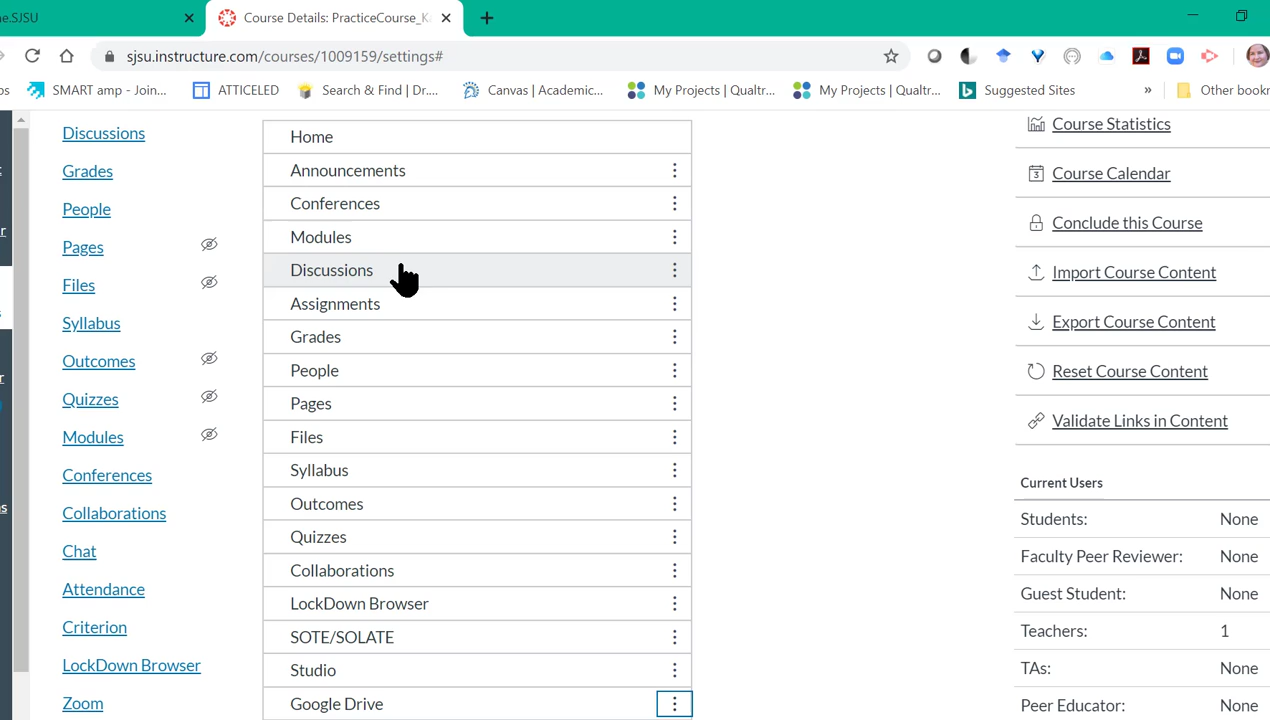 e.SJSU
Course Details: PracticeCourse_K
sjsu.instructure.com/courses/1009159/settings#
ps
SMART amp - Join...
ATTICELED
Search & Find | Dr....
Canvas | Academic...
My Projects | Qualtr...
My Projects | Qualtr...
Suggested Sites
»
Other bookr
Discussions
Grades
People
Pages
Files
Syllabus
Outcomes
Quizzes
Modules
Conferences
Collaborations
Chat
Attendance
Criterion
LockDown Browser
Zoom
Home
Announcements
Conferences
Modules
Discussions
Assignments
Grades
People
Pages
Files
Syllabus
Outcomes
Quizzes
Collaborations
LockDown Browser
SOTE/SOLATE
Studio
Google Drive
Course Statistics
Course Calendar
Conclude this Course
Import Course Content
Export Course Content
Reset Course Content
Validate Links in Content
Current Users
Students: None
Faculty Peer Reviewer: None
Guest Student: None
Teachers: 1
TAs: None
Peer Educator: None